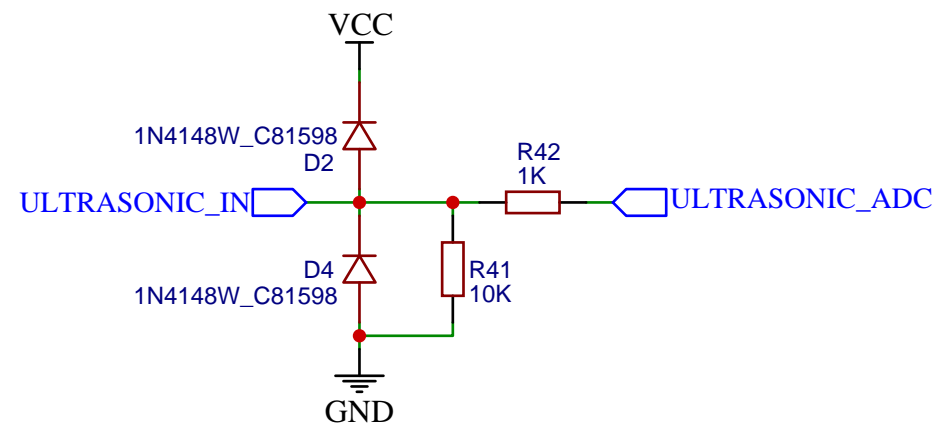 VCC
1N4148W_C81598
D2
R42
1K
ULTRASONIC_IN
ULTRASONIC_ADC
D4
1N4148W_C81598
R41
10K
GND